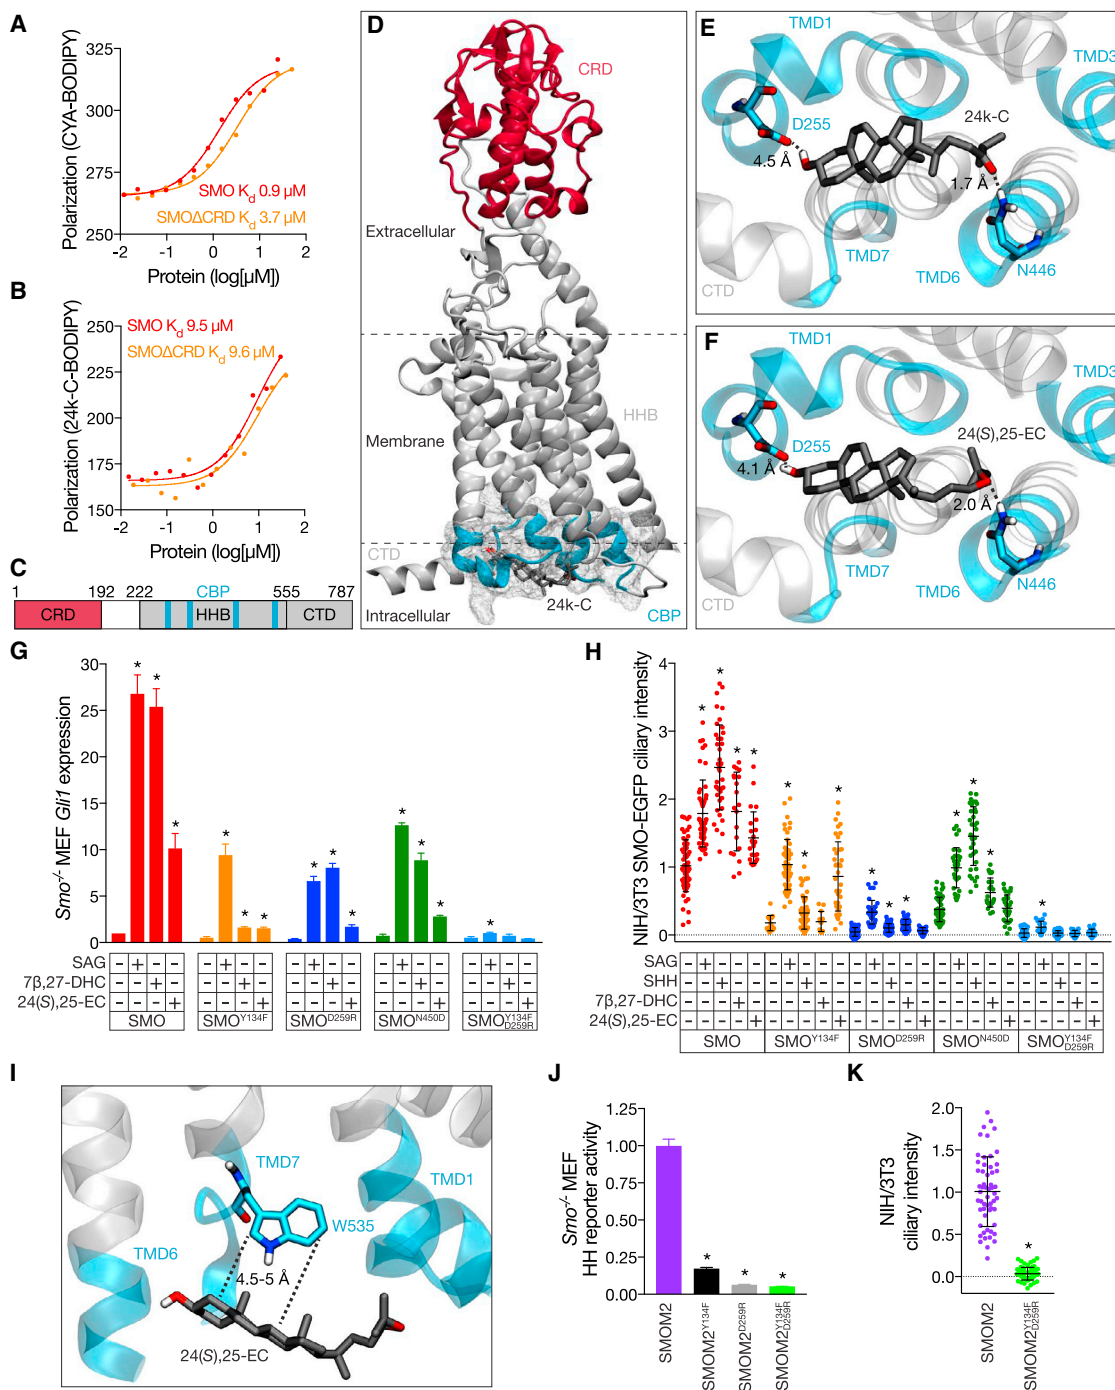 A
325
300
275
250
Polarization (CYA-BODIPY)
SMO Kd 0.9 µM
SMOΔCRD Kd 3.7 µM
-2 -1 0 1 2
Protein (log[µM])
B
250
225
200
175
150
Polarization (24k-C-BODIPY)
SMO Kd 9.5 µM
SMOΔCRD Kd 9.6 µM
-2 -1 0 1 2
Protein (log[µM])
C
1 192 222 CBP 555 787
CRD HHB CTD
D
CRD
Extracellular
HHB
Membrane
CTD
24k-C
Intracellular
CBP
E
TMD1
TMD3
D255
24k-C
4.5 Å
1.7 Å
TMD7
TMD6
N446
CTD
F
TMD1
TMD3
D255
24(S),25-EC
4.1 Å
2.0 Å
TMD7
TMD6
N446
CTD
G
30
25
20
15
10
5
0
Smo-/- MEF Gli1 expression
* * * * * * * * * * * * *
SAG - + - - - + - - - + - - - + - - - + - -
7β,27-DHC - - + - - - + - - - + - - - + - - - + -
24(S),25-EC - - - + - - - + - - - + - - - + - - - +
SMO SMOY134F SMOD259R SMON450D SMOY134F D259R
H
4
3
2
1
0
NIH/3T3 SMO-EGFP ciliary intensity
* * * * * * * * * * * * * *
SAG - + - - - - + - - - - + - - - - + - - - - + - - -
SHH - - + - - - - + - - - - + - - - - + - - - - + - -
7β,27-DHC - - - + - - - - + - - - - + - - - - + - - - - + -
24(S),25-EC - - - - + - - - - + - - - - + - - - - + - - - - +
SMO SMOY134F SMOD259R SMON450D SMOY134F D259R
I
TMD7
TMD1
W535
TMD6
4.5-5 Å
24(S),25-EC
J
1.25
1.00
0.75
0.50
0.25
0.00
Smo-/- MEF
HH reporter activity
* * *
SMOM2
SMOM2Y134F
SMOM2D259R
SMOM2Y134F D259R
K
2.0
1.5
1.0
0.5
0.0
NIH/3T3
ciliary intensity
*
SMOM2
SMOM2Y134F D259R